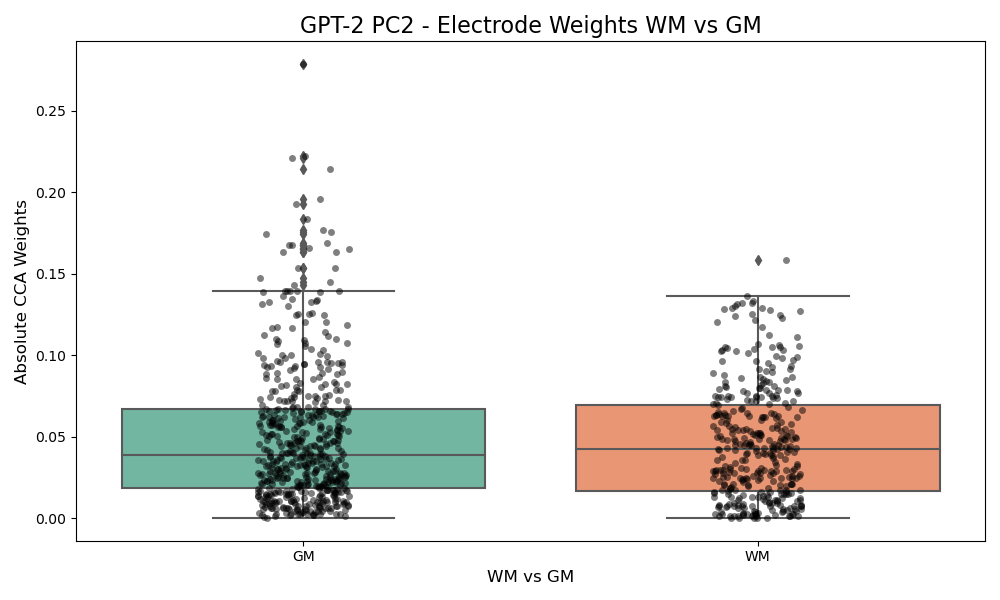 GPT-2 PC2 - Electrode Weights WM vs GM
Absolute CCA Weights
0.25
0.20
0.15
0.10
0.05
0.00
GM
WM
WM vs GM